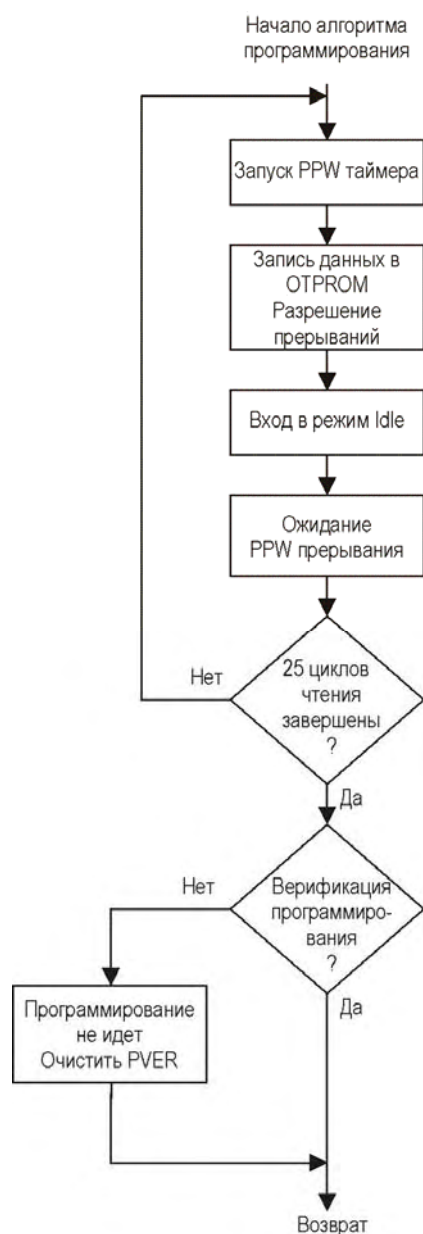 Начало алгоритма
программирования
Запуск PPW таймера
Запись данных в
OTPROM
Разрешение
прерываний
Вход в режим Idle
Ожидание
PPW прерывания
Нет
25 циклов
чтения
завершены
?
Да
Нет
Верификация
программиро-
вания
?
Да
Программирование
не идет
Очистить PVER
Возврат